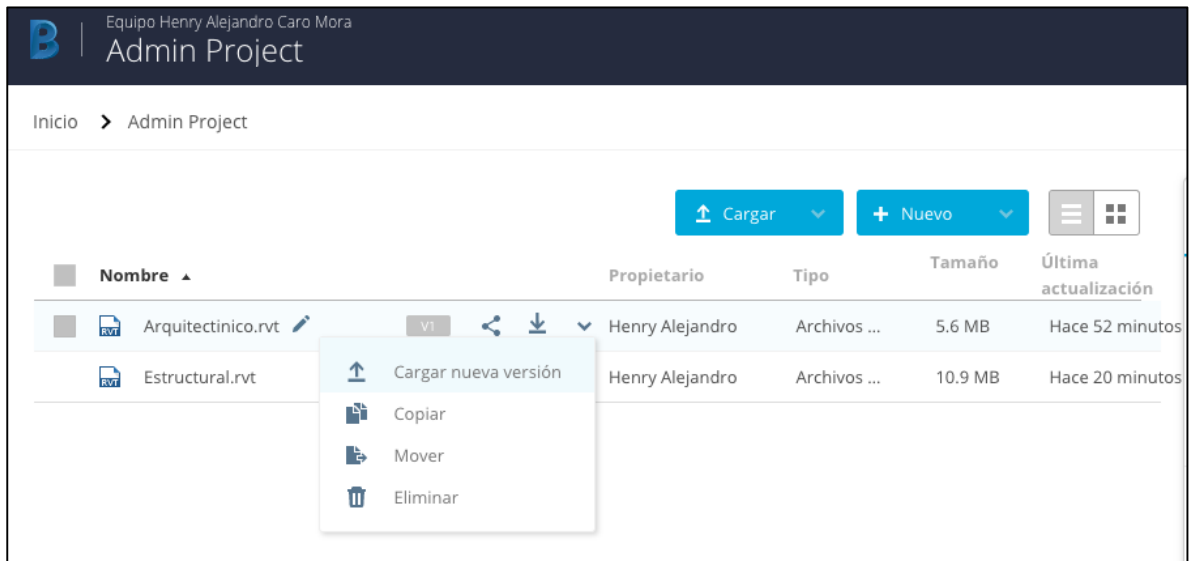 Equipo Henry Alejandro Caro Mora
Admin Project
Inicio > Admin Project
Cargar
+ Nuevo
Nombre Propietario Tipo Tamaño Última actualización
RVT Arquitectinico.rvt V1 Henry Alejandro Archivos ... 5.6 MB Hace 52 minutos
RVT Estructural.rvt Henry Alejandro Archivos ... 10.9 MB Hace 20 minutos
Cargar nueva versión
Copiar
Mover
Eliminar